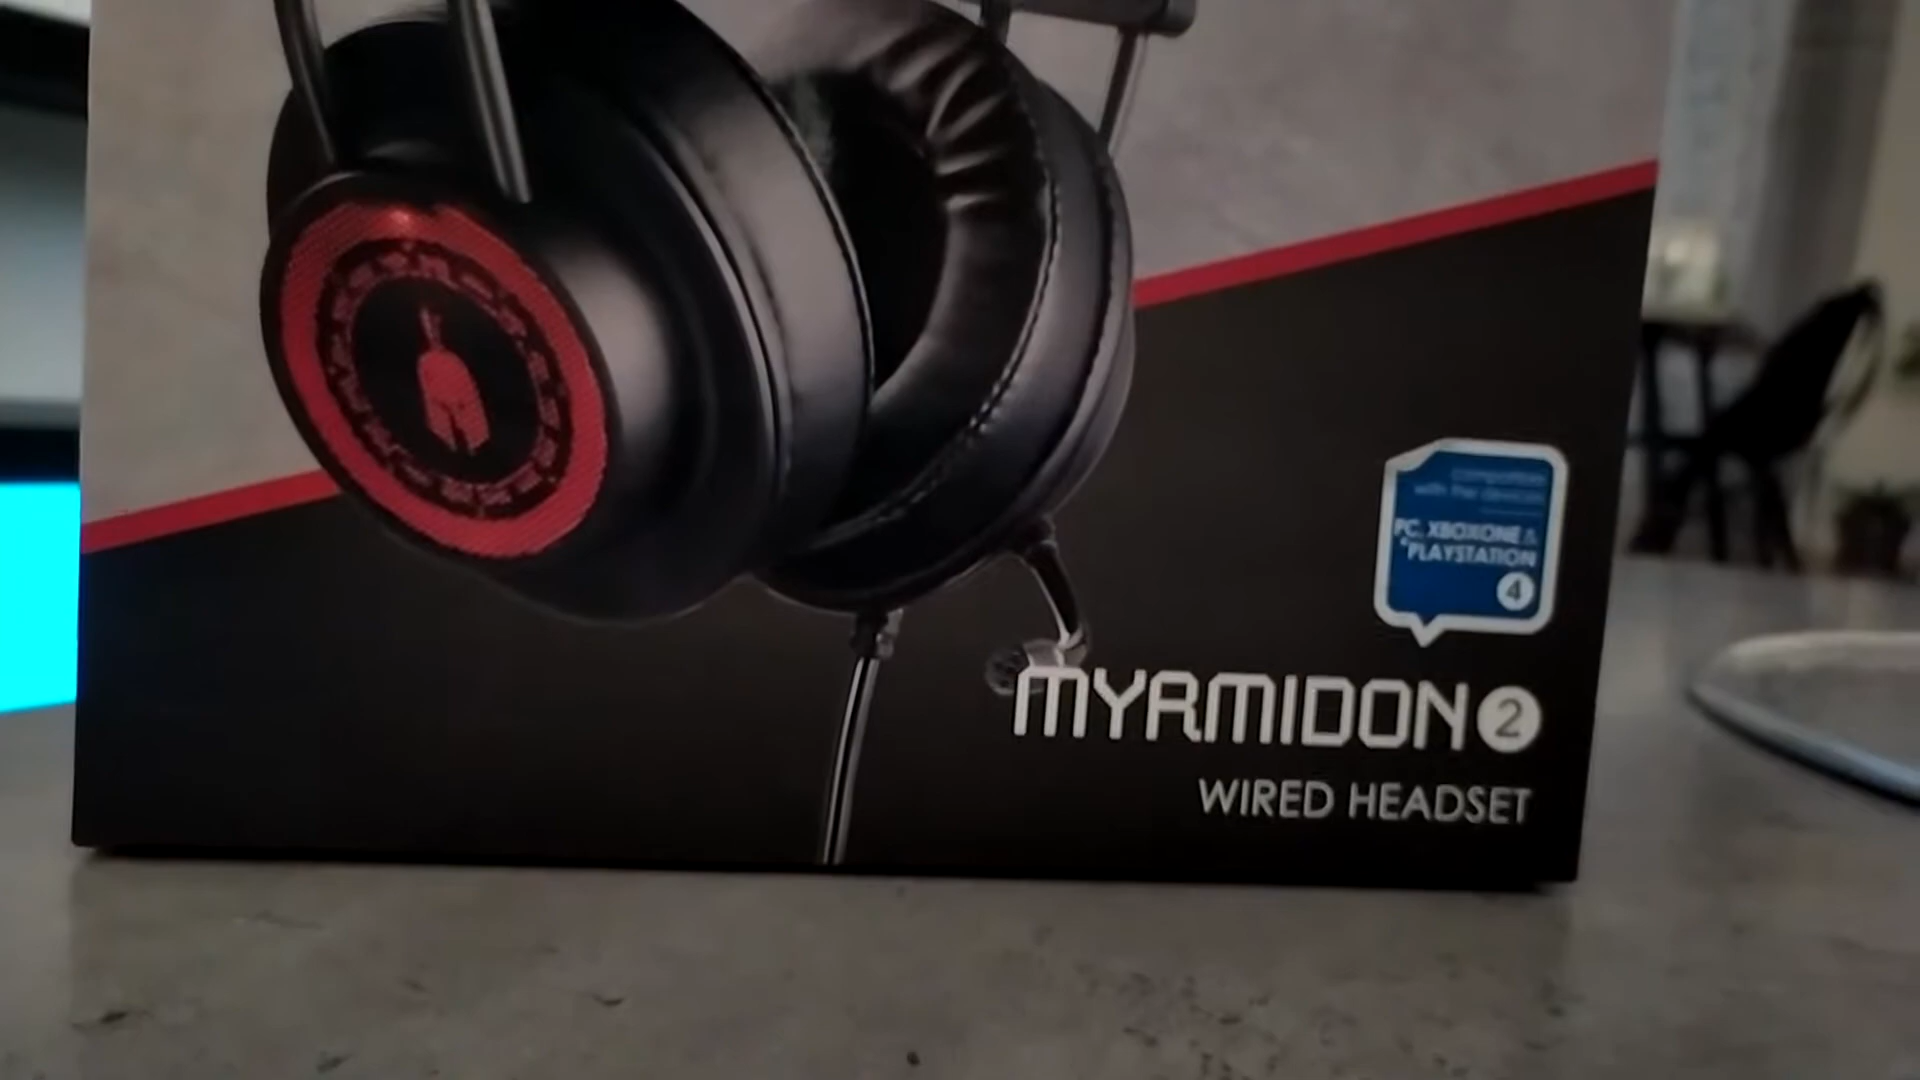 compatible
with the devices
PC, XBOXONE &
*PLAYSTATION
4
MYRMIDON 2
WIRED HEADSET